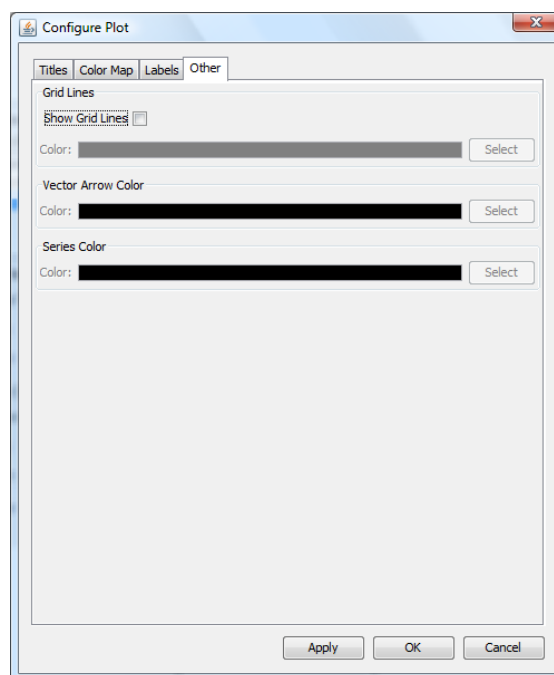 Configure Plot
Titles Color Map Labels Other
Grid Lines
Show Grid Lines
Color: Select
Vector Arrow Color
Color: Select
Series Color
Color: Select
Apply OK Cancel